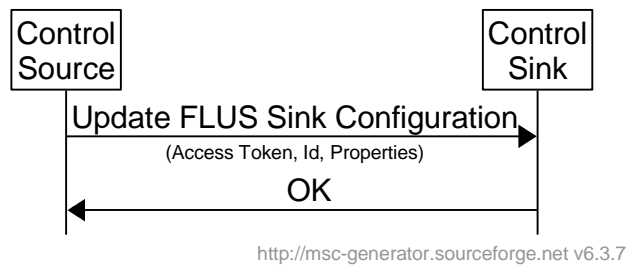 Control
Source
Control
Sink
Update FLUS Sink Configuration
(Access Token, Id, Properties)
OK
http://msc-generator.sourceforge.net v6.3.7